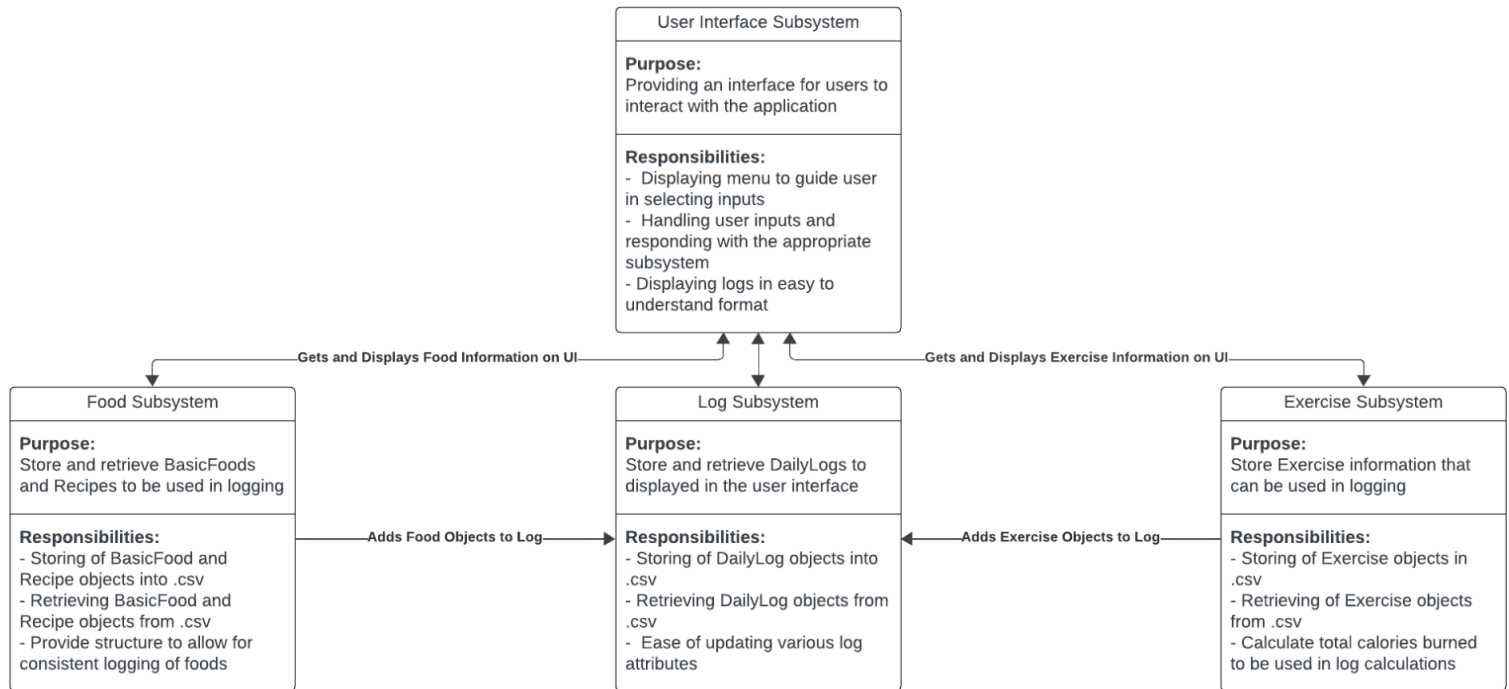 User Interface Subsystem
Purpose:
Providing an interface for users to
interact with the application
Responsibilities:
-  Displaying menu to guide user
in selecting inputs
-  Handling user inputs and
responding with the appropriate
subsystem
- Displaying logs in easy to
understand format
Gets and Displays Food Information on UI
Gets and Displays Exercise Information on UI
Food Subsystem
Purpose:
Store and retrieve BasicFoods
and Recipes to be used in logging
Responsibilities:
- Storing of BasicFood and
Recipe objects into .csv
- Retrieving BasicFood and
Recipe objects from .csv
- Provide structure to allow for
consistent logging of foods
Adds Food Objects to Log
Log Subsystem
Purpose:
Store and retrieve DailyLogs to
displayed in the user interface
Responsibilities:
- Storing of DailyLog objects into
.csv
- Retrieving DailyLog objects from
.csv
-  Ease of updating various log
attributes
Adds Exercise Objects to Log
Exercise Subsystem
Purpose:
Store Exercise information that
can be used in logging
Responsibilities:
- Storing of Exercise objects in
.csv
- Retrieving of Exercise objects
from .csv
- Calculate total calories burned
to be used in log calculations